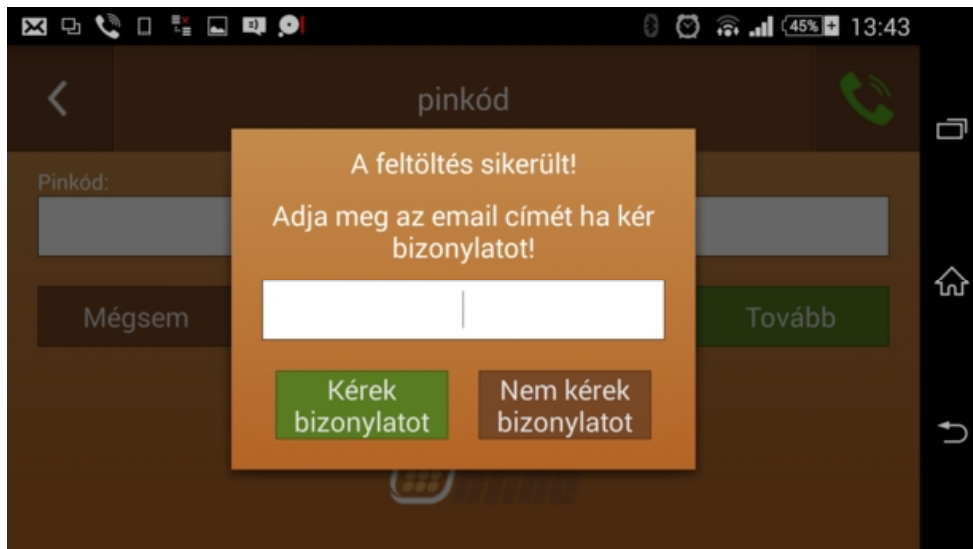 45%
13:43
pinkód
Pinkód:
A feltöltés sikerült!
Adja meg az email címét ha kér
bizonylatot!
Mégsem
Tovább
Kérek
bizonylatot
Nem kérek
bizonylatot